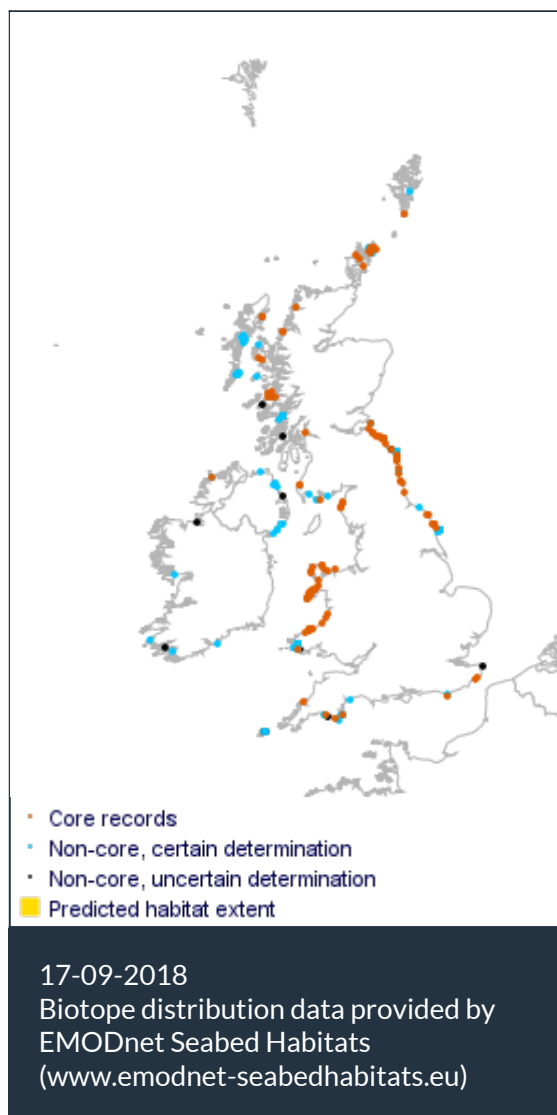 Core records
Non-core, certain determination
Non-core, uncertain determination
Predicted habitat extent
17-09-2018
Biotope distribution data provided by
EMODnet Seabed Habitats
(www.emodnet-seabedhabitats.eu)